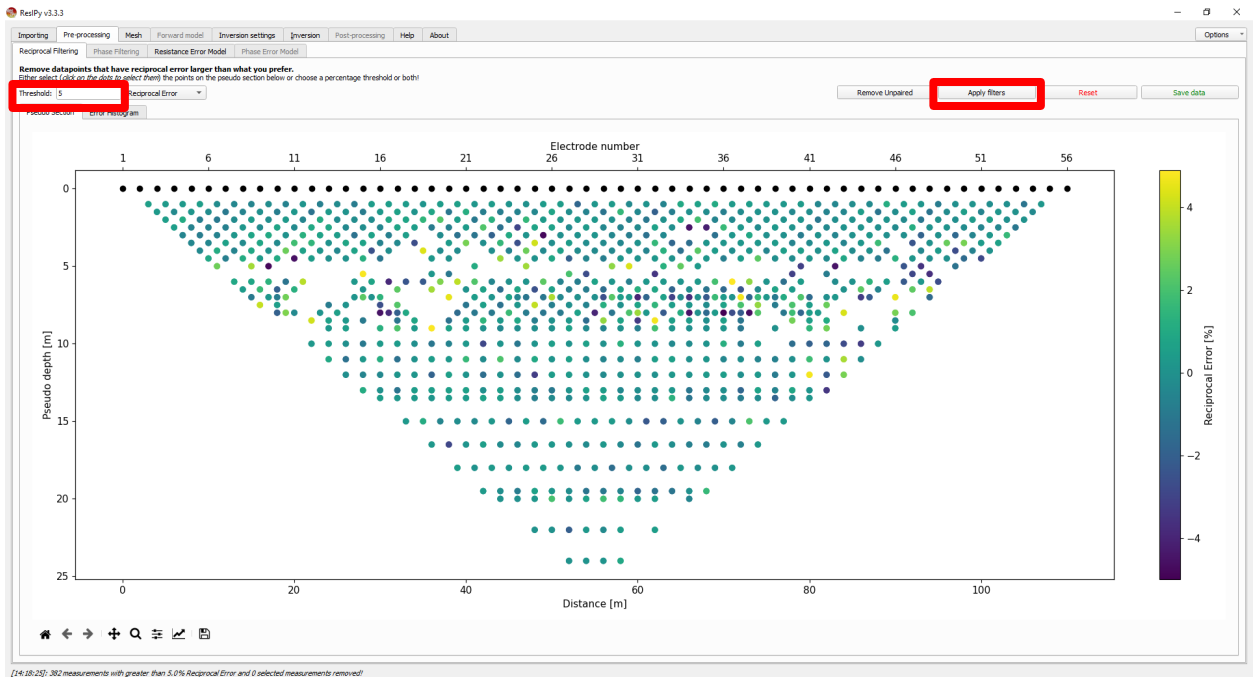 ResIPy v3.3.3
Importing Pre-processing Mesh Forward model Inversion settings Inversion Post-processing Help About Options
Reciprocal Filtering Phase Filtering Resistance Error Model Phase Error Model
Remove datapoints that have reciprocal error larger than what you prefer.
Either select (click on the dots to select them) the points on the pseudo section below or choose a percentage threshold or both!
Threshold: 5 Reciprocal Error Remove Unpaired Apply filters Reset Save data
Pseudo Section Error Histogram
Electrode number
1 6 11 16 21 26 31 36 41 46 51 56
0
5
10
15
20
25
Pseudo depth [m]
0 20 40 60 80 100
Distance [m]
4
2
0
−2
−4
Reciprocal Error [%]
[14:18:25]: 382 measurements with greater than 5.0% Reciprocal Error and 0 selected measurements removed!